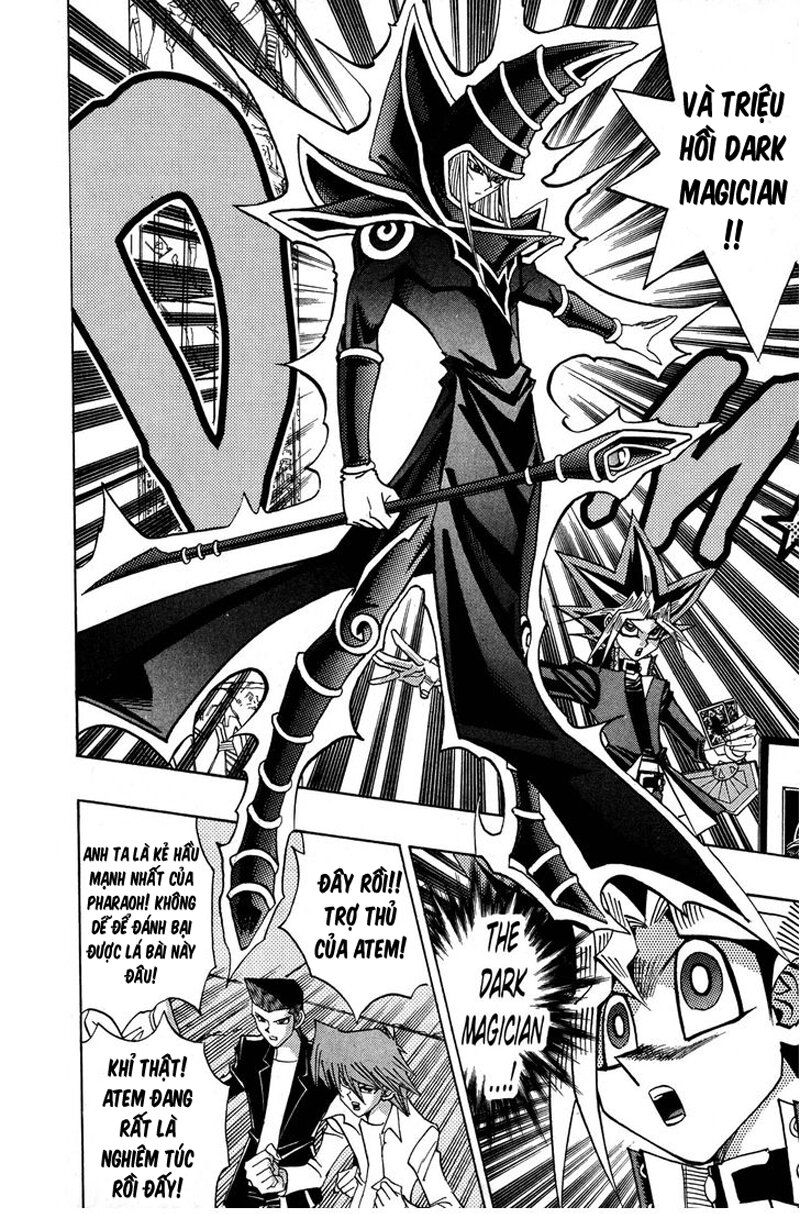 VÀ TRIỆU
HỒI DARK
MAGICIAN
!!
D
M
ĐÂY RỒI!!
TRỢ THỦ
CỦA ATEM!
ANH TA LÀ KẺ HẦU
MẠNH NHẤT CỦA
PHARAOH! KHÔNG
DỄ ĐỂ ĐÁNH BẠI
ĐƯỢC LÁ BÀI NÀY
ĐÂU!
THE
DARK
MAGICIAN
....!
KHỈ THẬT!
ATEM ĐANG
RẤT LÀ
NGHIÊM TÚC
RỒI ĐẤY!